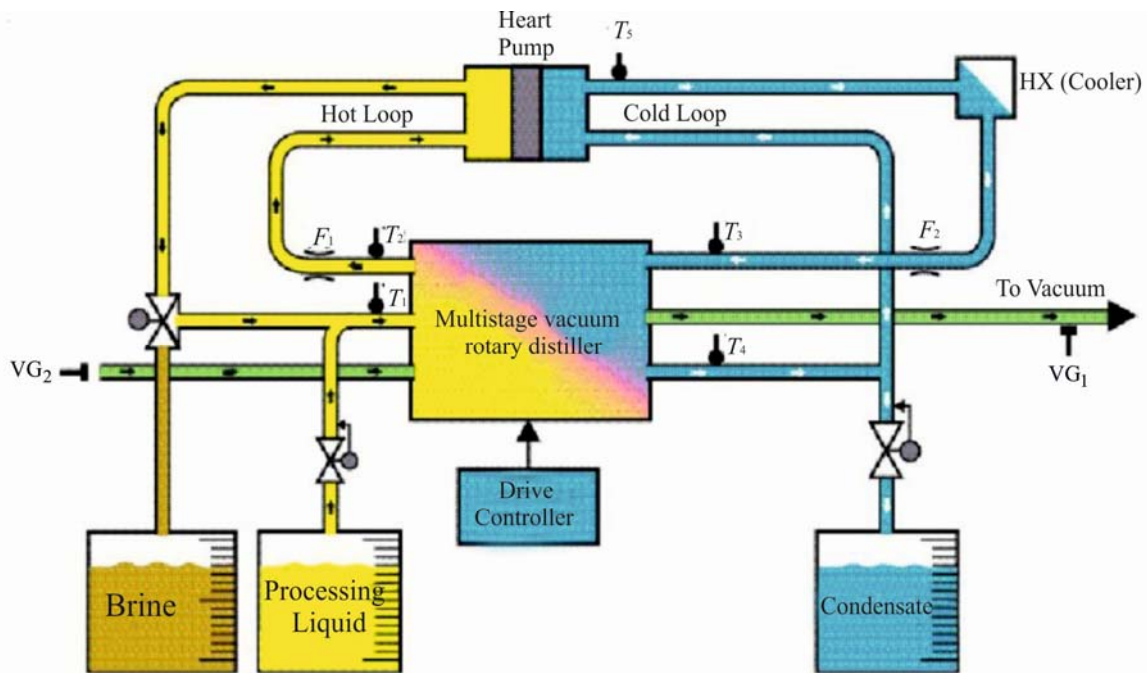 Heart
Pump
T5
HX (Cooler)
Hot Loop
Cold Loop
F1
T2
T3
F2
T1
To Vacuum
Multistage vacuum
rotary distiller
VG2
T4
VG1
Drive
Controller
Brine
Processing
Liquid
Condensate